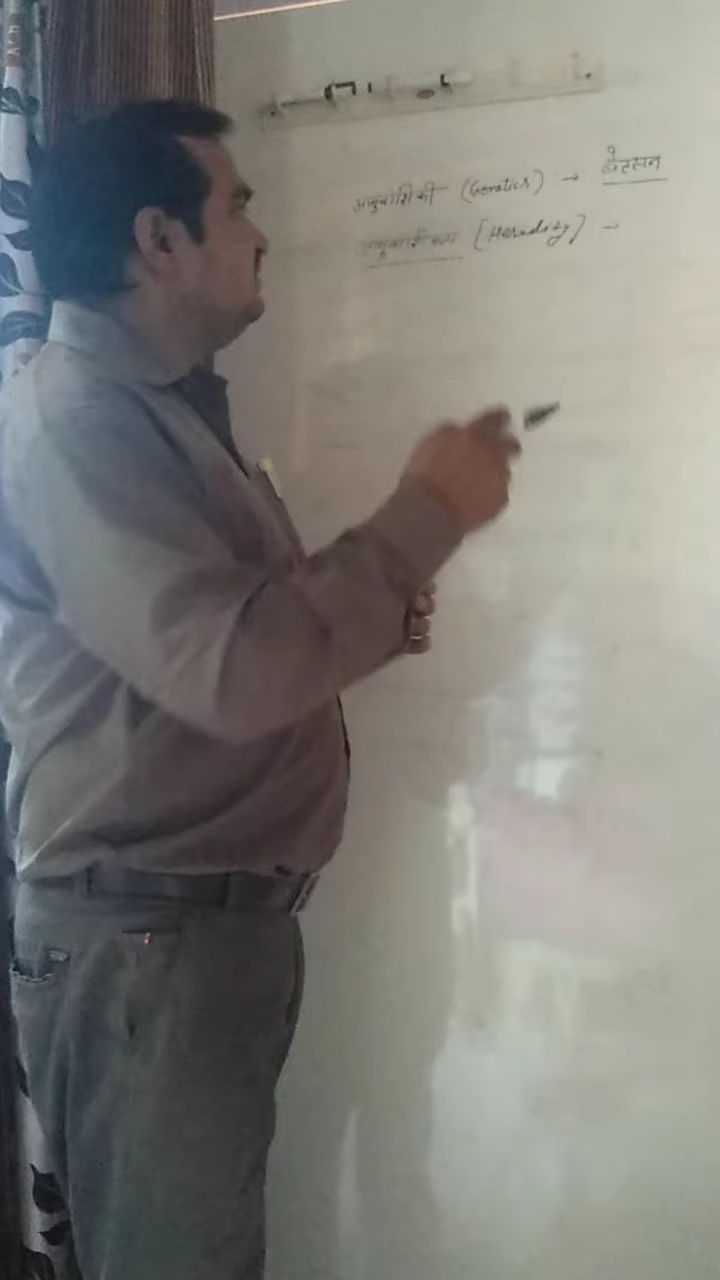 आनुवांशिकी (Genetics) → बेटसन
आनुवांशिकता [Heredity] →